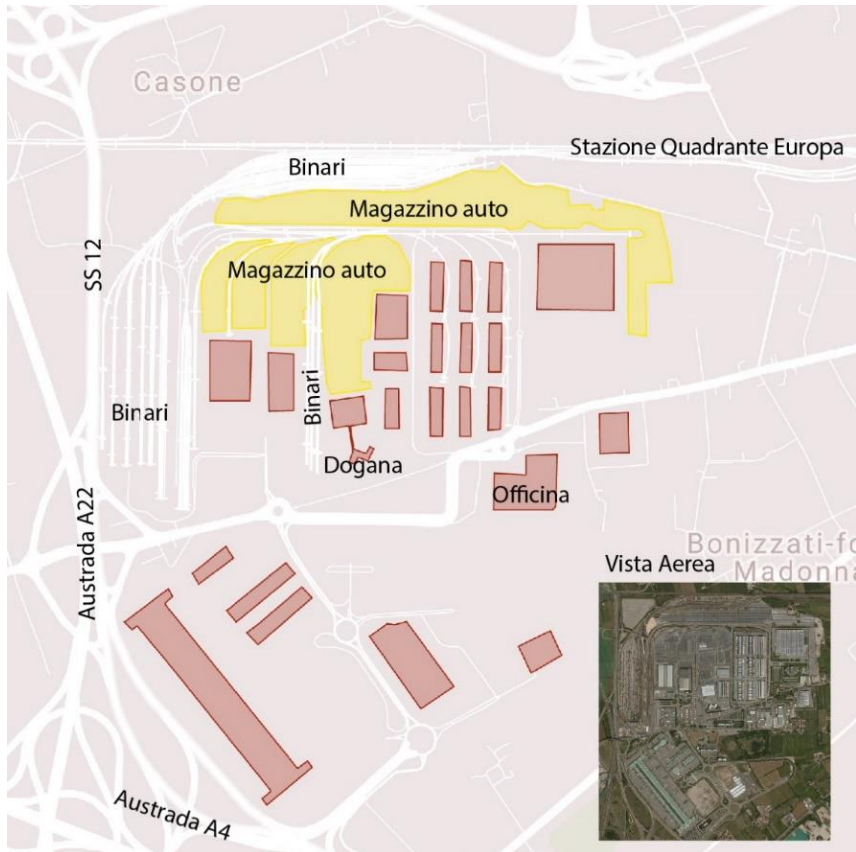 Casone
Stazione Quadrante Europa
Binari
Magazzino auto
SS 12
Magazzino auto
Binari
Binari
Dogana
Officina
Austrada A22
Bonizzati-fo
Madonna
Vista Aerea
Austrada A4